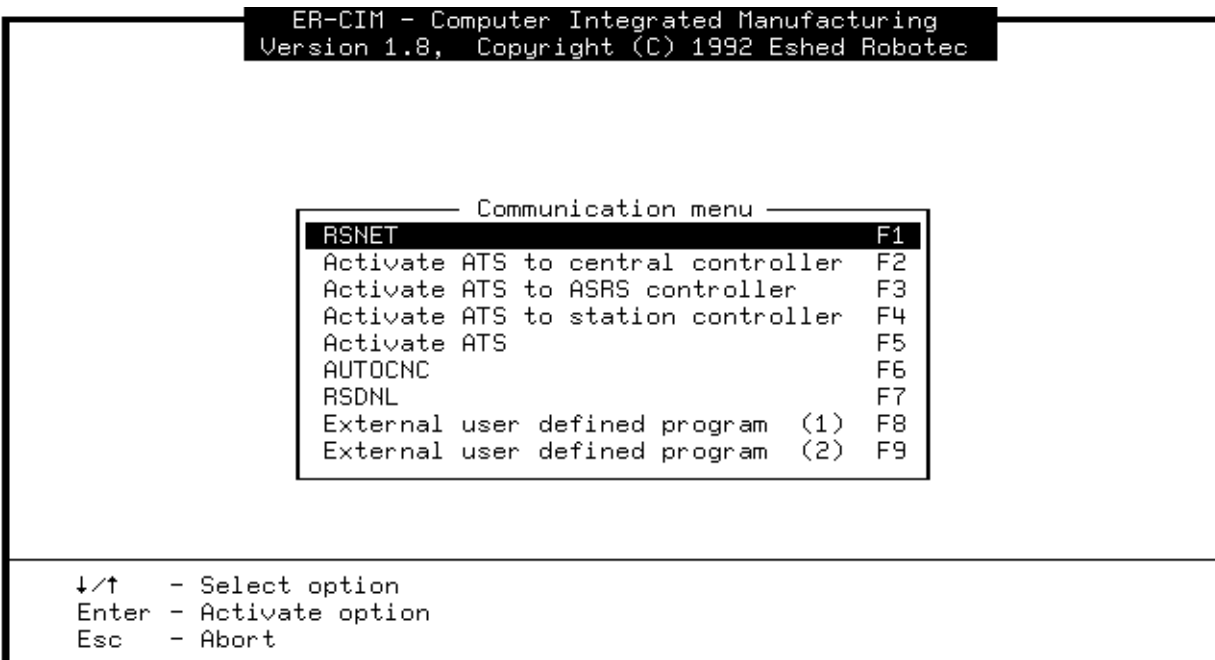 ER-CIM - Computer Integrated Manufacturing
Version 1.8, Copyright (C) 1992 Eshed Robotec
Communication menu
RSNET F1
Activate ATS to central controller F2
Activate ATS to ASRS controller F3
Activate ATS to station controller F4
Activate ATS F5
AUTOCNC F6
RSDNL F7
External user defined program (1) F8
External user defined program (2) F9
↓/↑ - Select option
Enter - Activate option
Esc - Abort